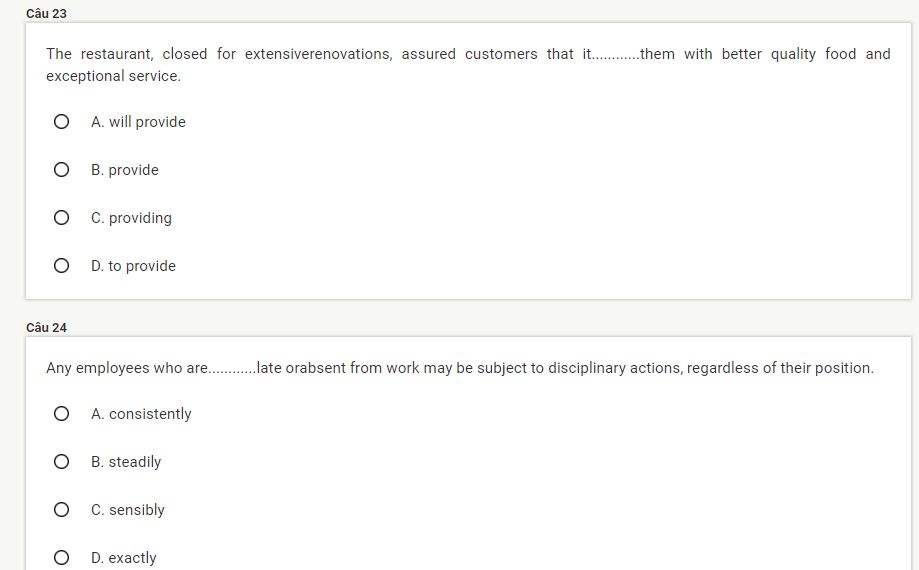 Câu 23
The restaurant, closed for extensiverenovations, assured customers that it............them with better quality food and
exceptional service.
A. will provide
B. provide
C. providing
D. to provide
Câu 24
Any employees who are............late orabsent from work may be subject to disciplinary actions, regardless of their position.
A. consistently
B. steadily
C. sensibly
D. exactly